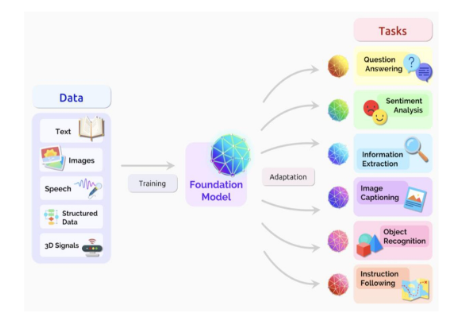 Tasks
Data
Text
Images
Speech
Structured
Data
3D Signals
Training
Foundation
Model
Adaptation
Question
Answering
Sentiment
Analysis
Information
Extraction
Image
Captioning
Object
Recognition
Instruction
Following